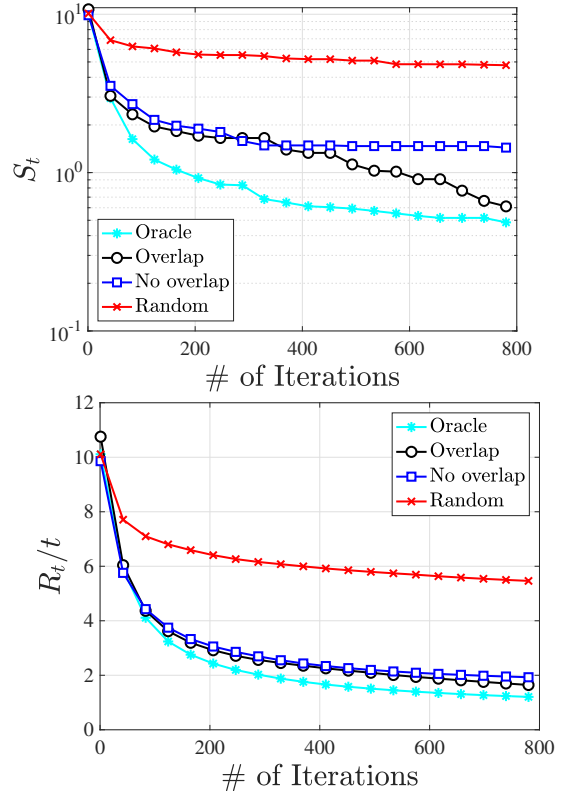 10^1
10^0
10^-1
S_t
Oracle
Overlap
No overlap
Random
0 200 400 600 800
# of Iterations
12
10
8
6
4
2
0
R_t/t
Oracle
Overlap
No overlap
Random
0 200 400 600 800
# of Iterations